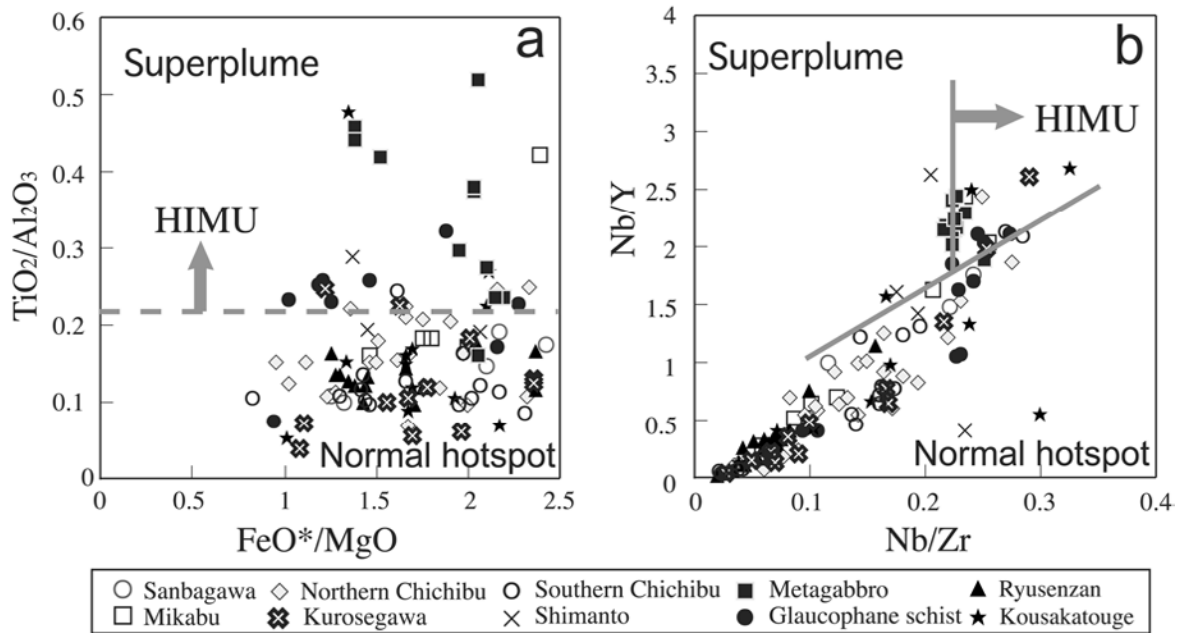 a
Superplume
HIMU
Normal hotspot
0.6
0.5
0.4
0.3
0.2
0.1
0
TiO₂/Al₂O₃
0 0.5 1 1.5 2 2.5
FeO*/MgO
b
Superplume
HIMU
Normal hotspot
4
3.5
3
2.5
2
1.5
1
0.5
0
Nb/Y
0 0.1 0.2 0.3 0.4
Nb/Zr
Sanbagawa Northern Chichibu Southern Chichibu Metagabbro Ryusenzan
Mikabu Kurosegawa Shimanto Glaucophane schist Kousakatouge